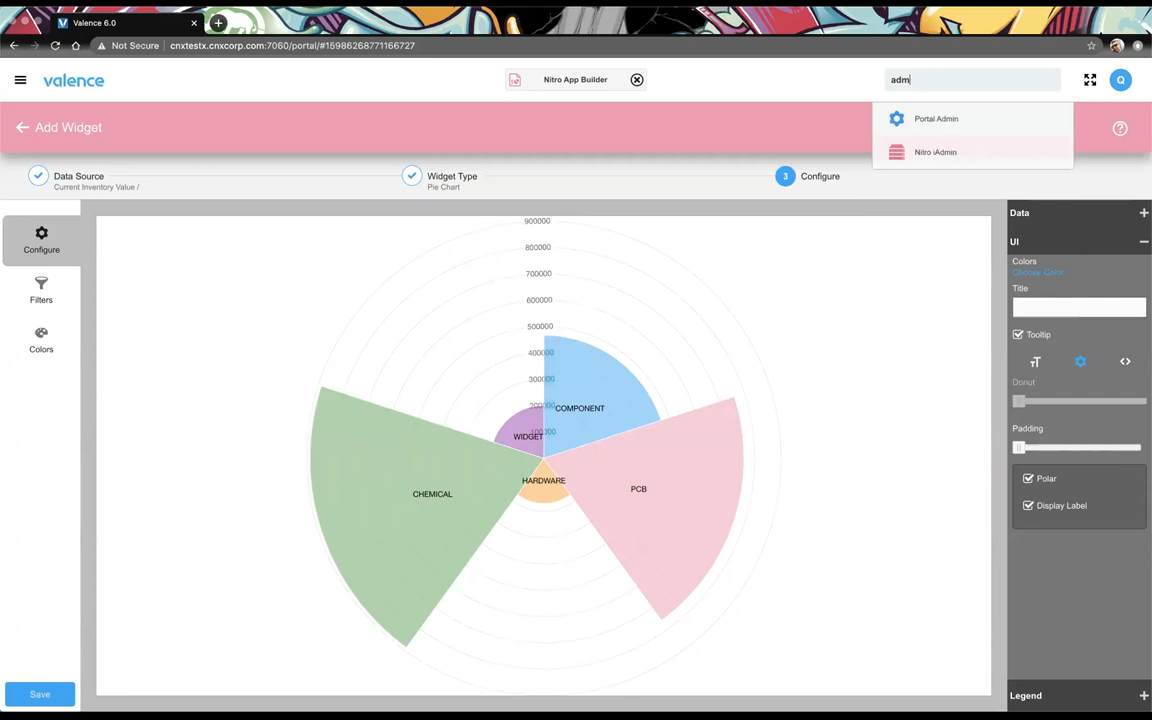 Valence 6.0
Not Secure
cnxtestx.cnxcorp.com:7060/portal/#15986268771166727
valence
Nitro App Builder
adm
Q
Add Widget
Portal Admin
Nitro iAdmin
Data Source
Current Inventory Value /
Widget Type
Pie Chart
3
Configure
Configure
Filters
Colors
Save
900000
800000
700000
600000
500000
400000
300000
200000
100000
COMPONENT
WIDGET
HARDWARE
PCB
CHEMICAL
Data
UI
Colors
Choose Color
Title
Tooltip
Donut
Padding
Polar
Display Label
Legend